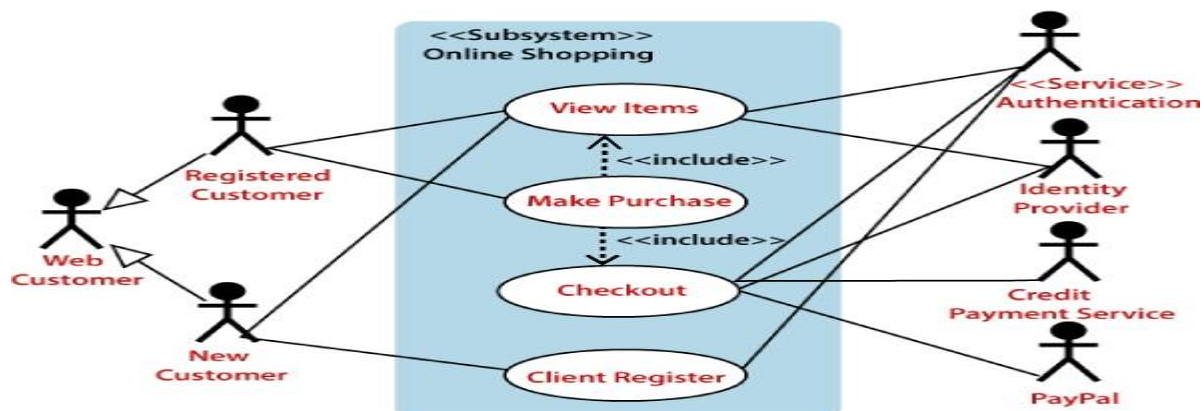 <<Subsystem>>
Online Shopping
View Items
<<include>>
Make Purchase
<<include>>
Checkout
Client Register
Registered
Customer
Web
Customer
New
Customer
<<Service>>
Authentication
Identity
Provider
Credit
Payment Service
PayPal